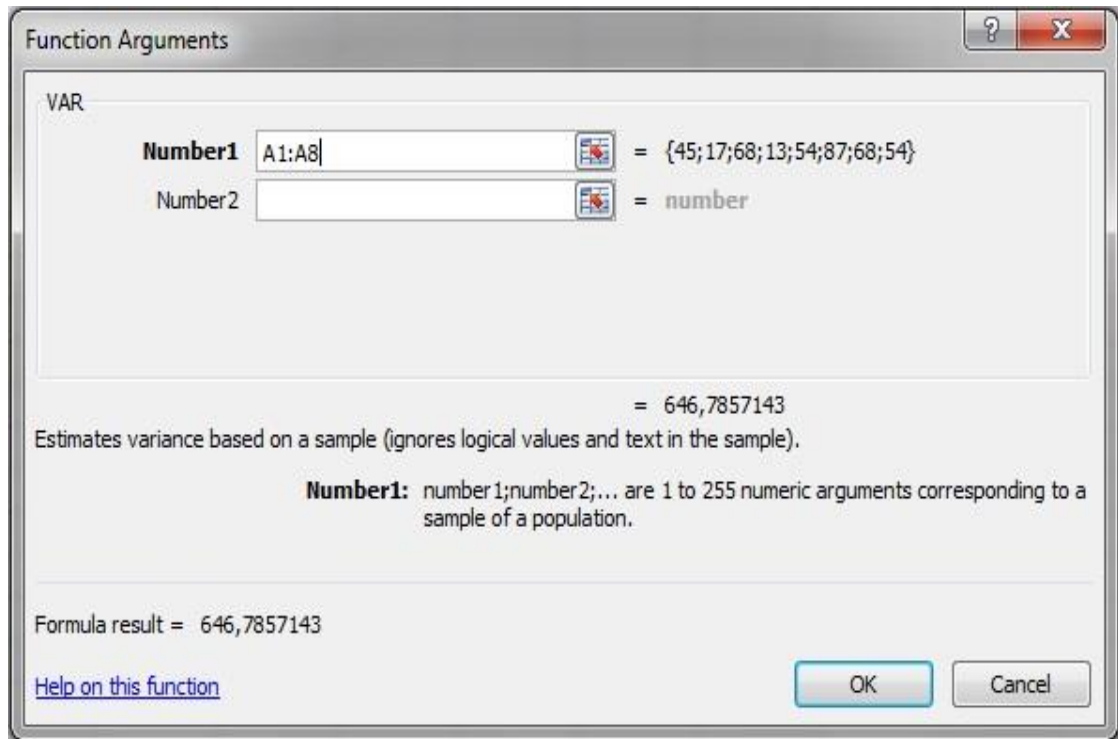 Function Arguments
? X
VAR
Number1 A1:A8 = {45;17;68;13;54;87;68;54}
Number2 = number
= 646,7857143
Estimates variance based on a sample (ignores logical values and text in the sample).
Number1: number1;number2;... are 1 to 255 numeric arguments corresponding to a
sample of a population.
Formula result = 646,7857143
Help on this function OK Cancel